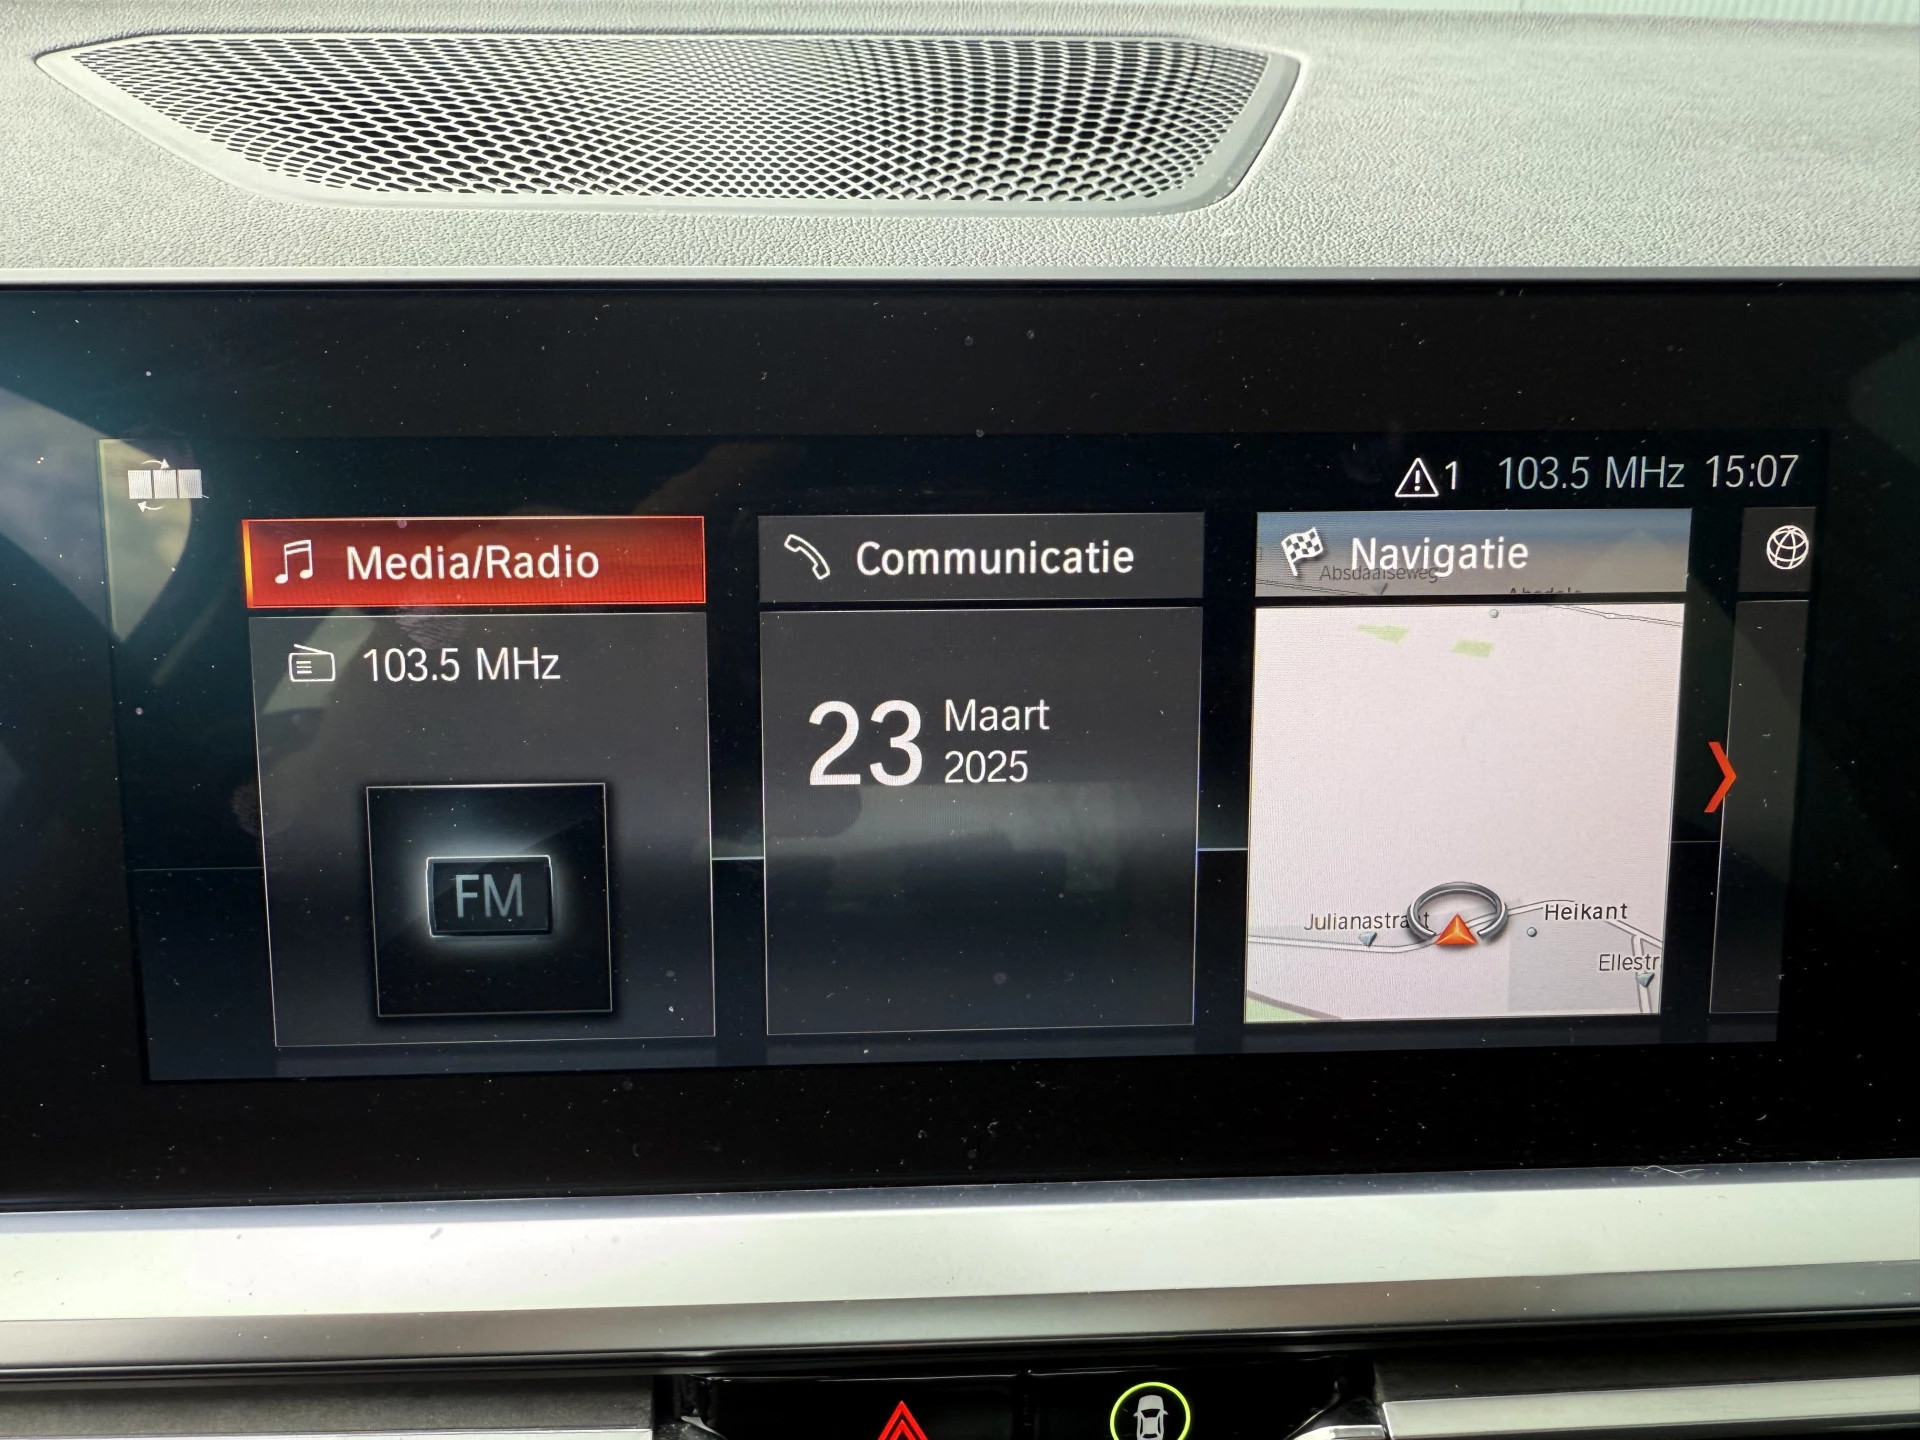 1 103.5 MHz 15:07
Media/Radio
Communicatie
Navigatie
Absdaalseweg
103.5 MHz
23 Maart
2025
FM
Julianastraat
Heikant
Ellestr